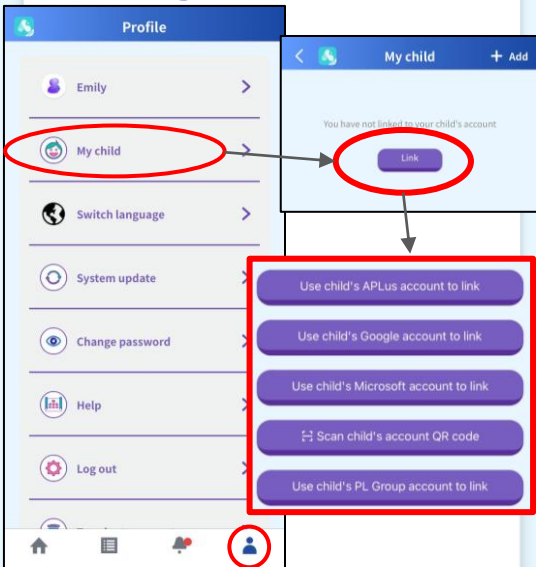 Profile
Emily
My child
Switch language
System update
Change password
Help
Log out
My child
+ Add
You have not linked to your child's account
Link
Use child's APLus account to link
Use child's Google account to link
Use child's Microsoft account to link
Scan child's account QR code
Use child's PL Group account to link